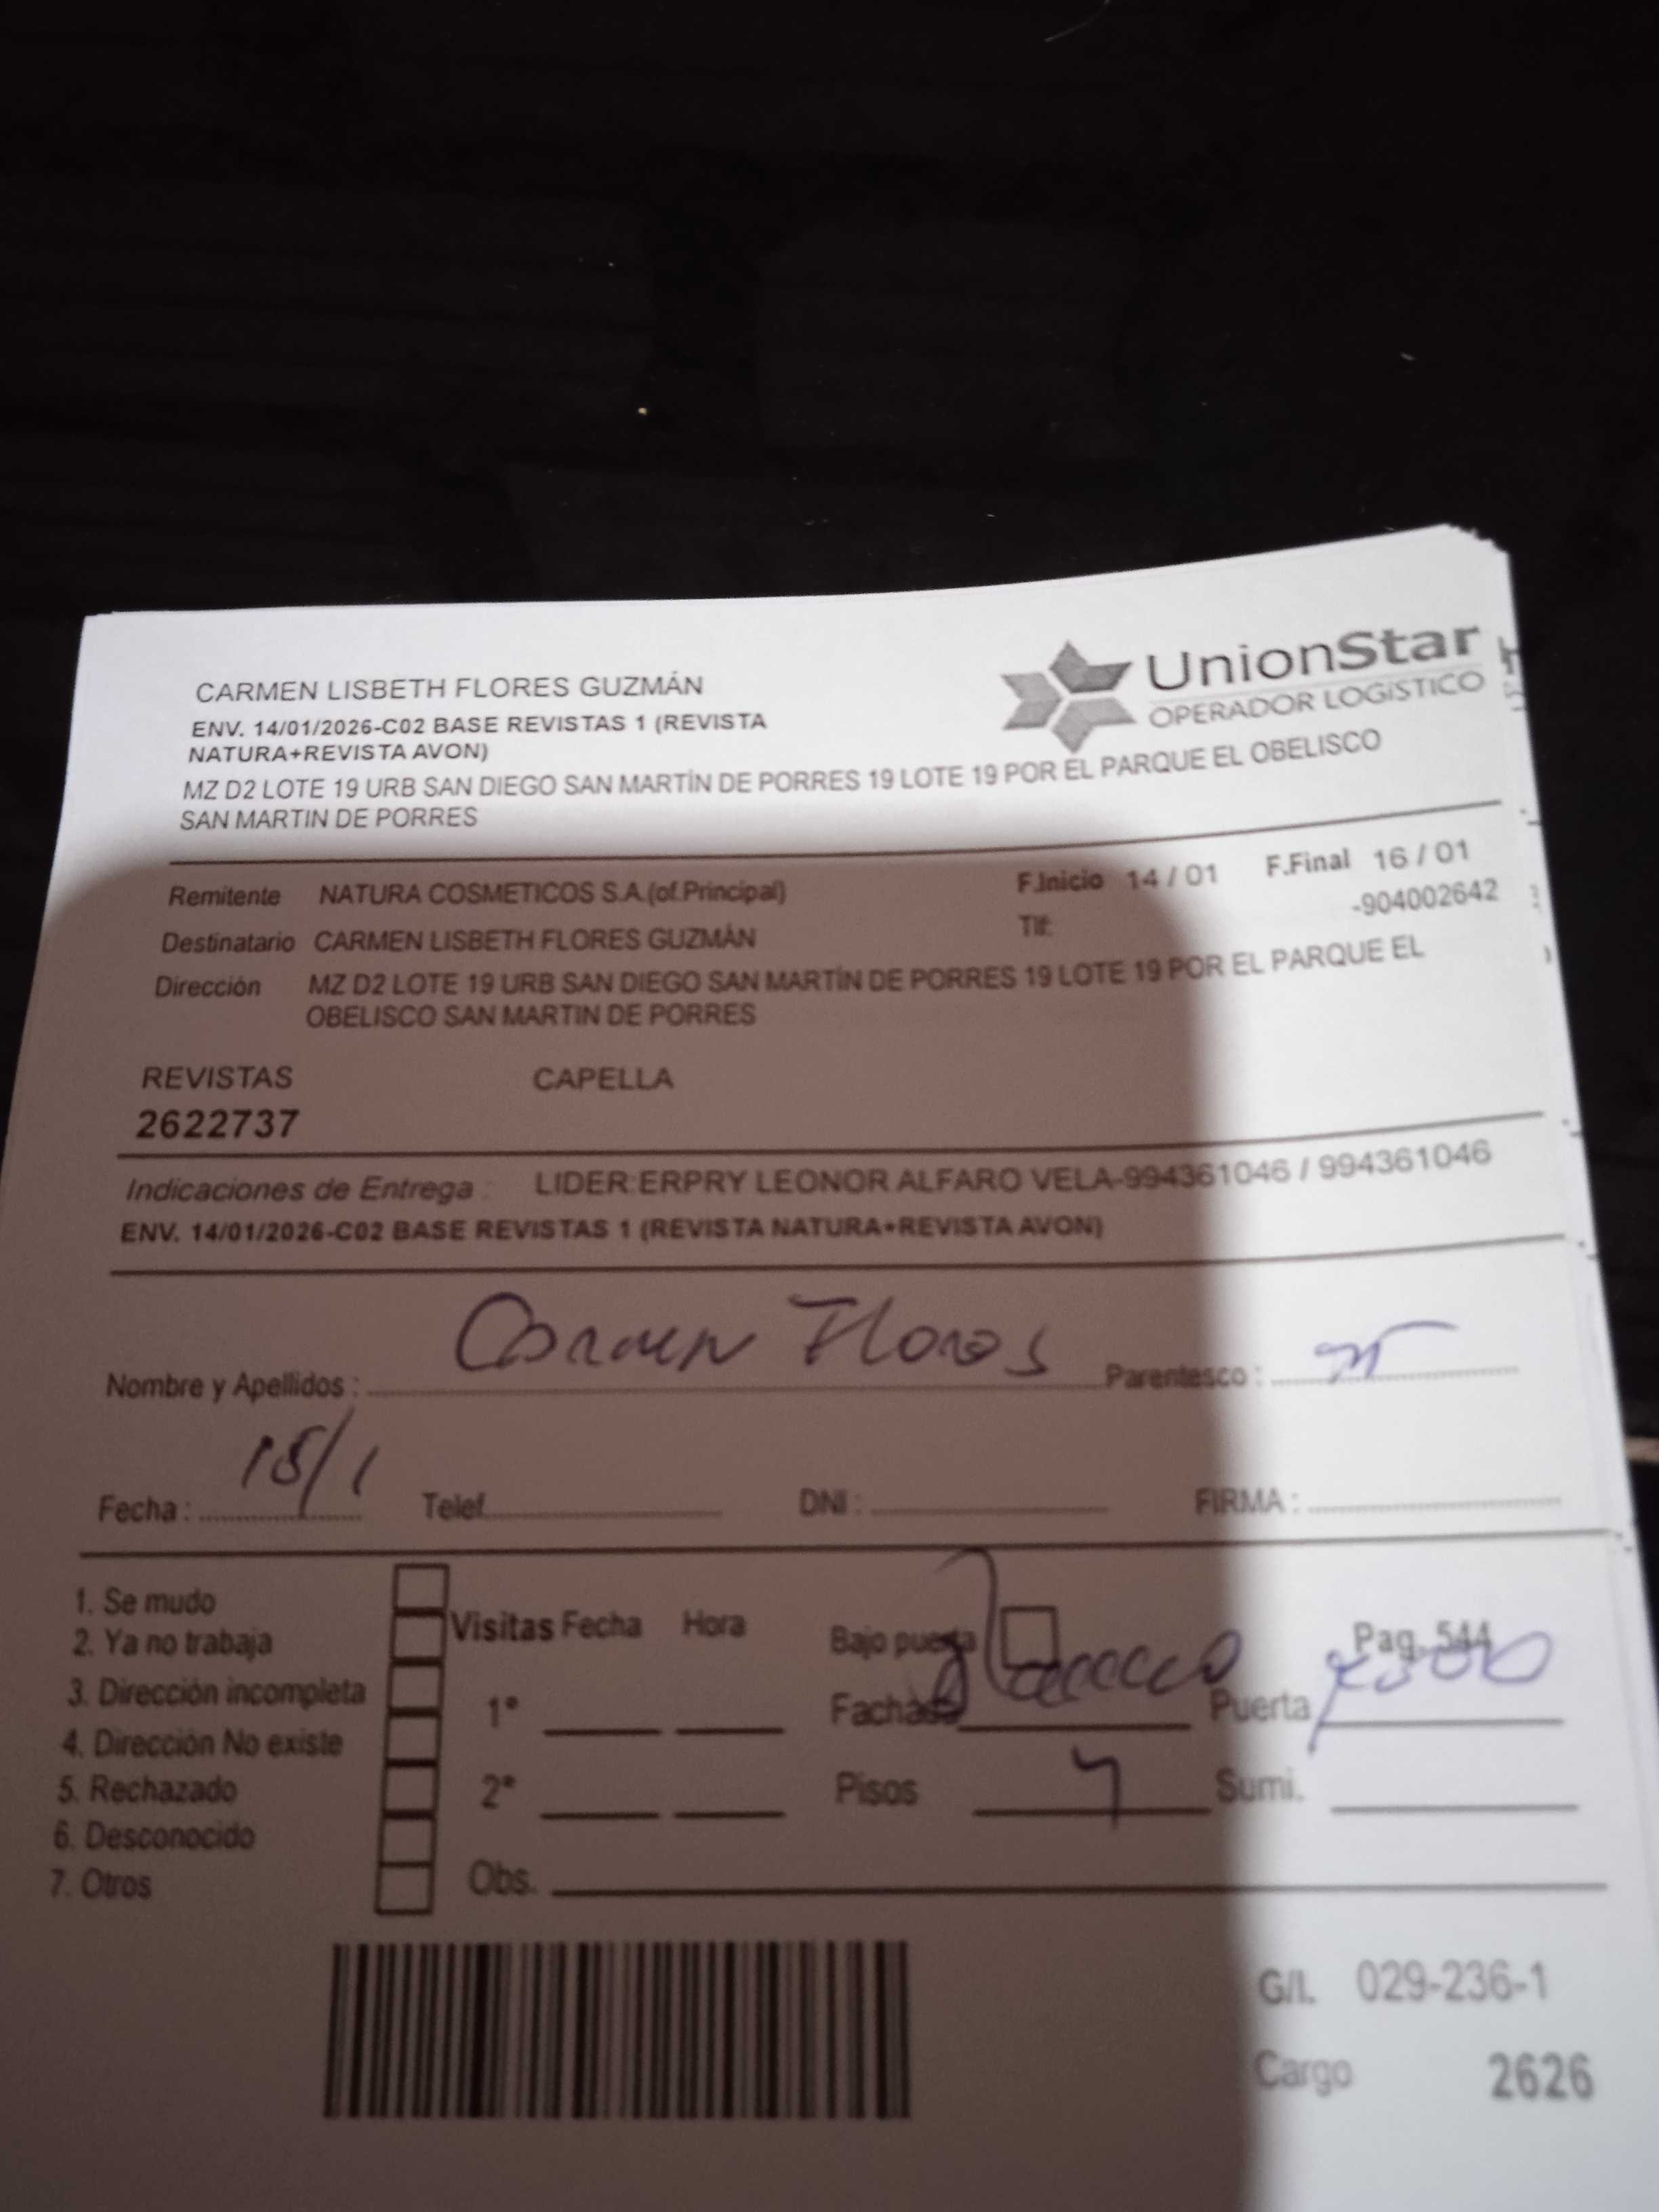 CARMEN LISBETH FLORES GUZMÁN
UnionStar
OPERADOR LOGÍSTICO
ENV. 14/01/2026-C02 BASE REVISTAS 1 (REVISTA
NATURA+REVISTA AVON)
MZ D2 LOTE 19 URB SAN DIEGO SAN MARTÍN DE PORRES 19 LOTE 19 POR EL PARQUE EL OBELISCO
SAN MARTIN DE PORRES
Remitente NATURA COSMETICOS S.A.(of.Principal) F.Inicio 14 / 01 F.Final 16 / 01
Destinatario CARMEN LISBETH FLORES GUZMÁN Tlf: -904002642
Dirección MZ D2 LOTE 19 URB SAN DIEGO SAN MARTÍN DE PORRES 19 LOTE 19 POR EL PARQUE EL
OBELISCO SAN MARTIN DE PORRES
REVISTAS CAPELLA
2622737
Indicaciones de Entrega : LIDER:ERPRY LEONOR ALFARO VELA-994361046 / 994361046
ENV. 14/01/2026-C02 BASE REVISTAS 1 (REVISTA NATURA+REVISTA AVON)
Nombre y Apellidos : Carmen Flores Parentesco :
Fecha : 15/1 Telef. DNI : FIRMA :
1. Se mudo Visitas Fecha Hora Bajo puerta Pag. 544
2. Ya no trabaja
3. Dirección incompleta 1° Fachada Puerta
4. Dirección No existe
5. Rechazado 2° Pisos Sumi.
6. Desconocido
7. Otros Obs.
G/I. 029-236-1
Cargo 2626